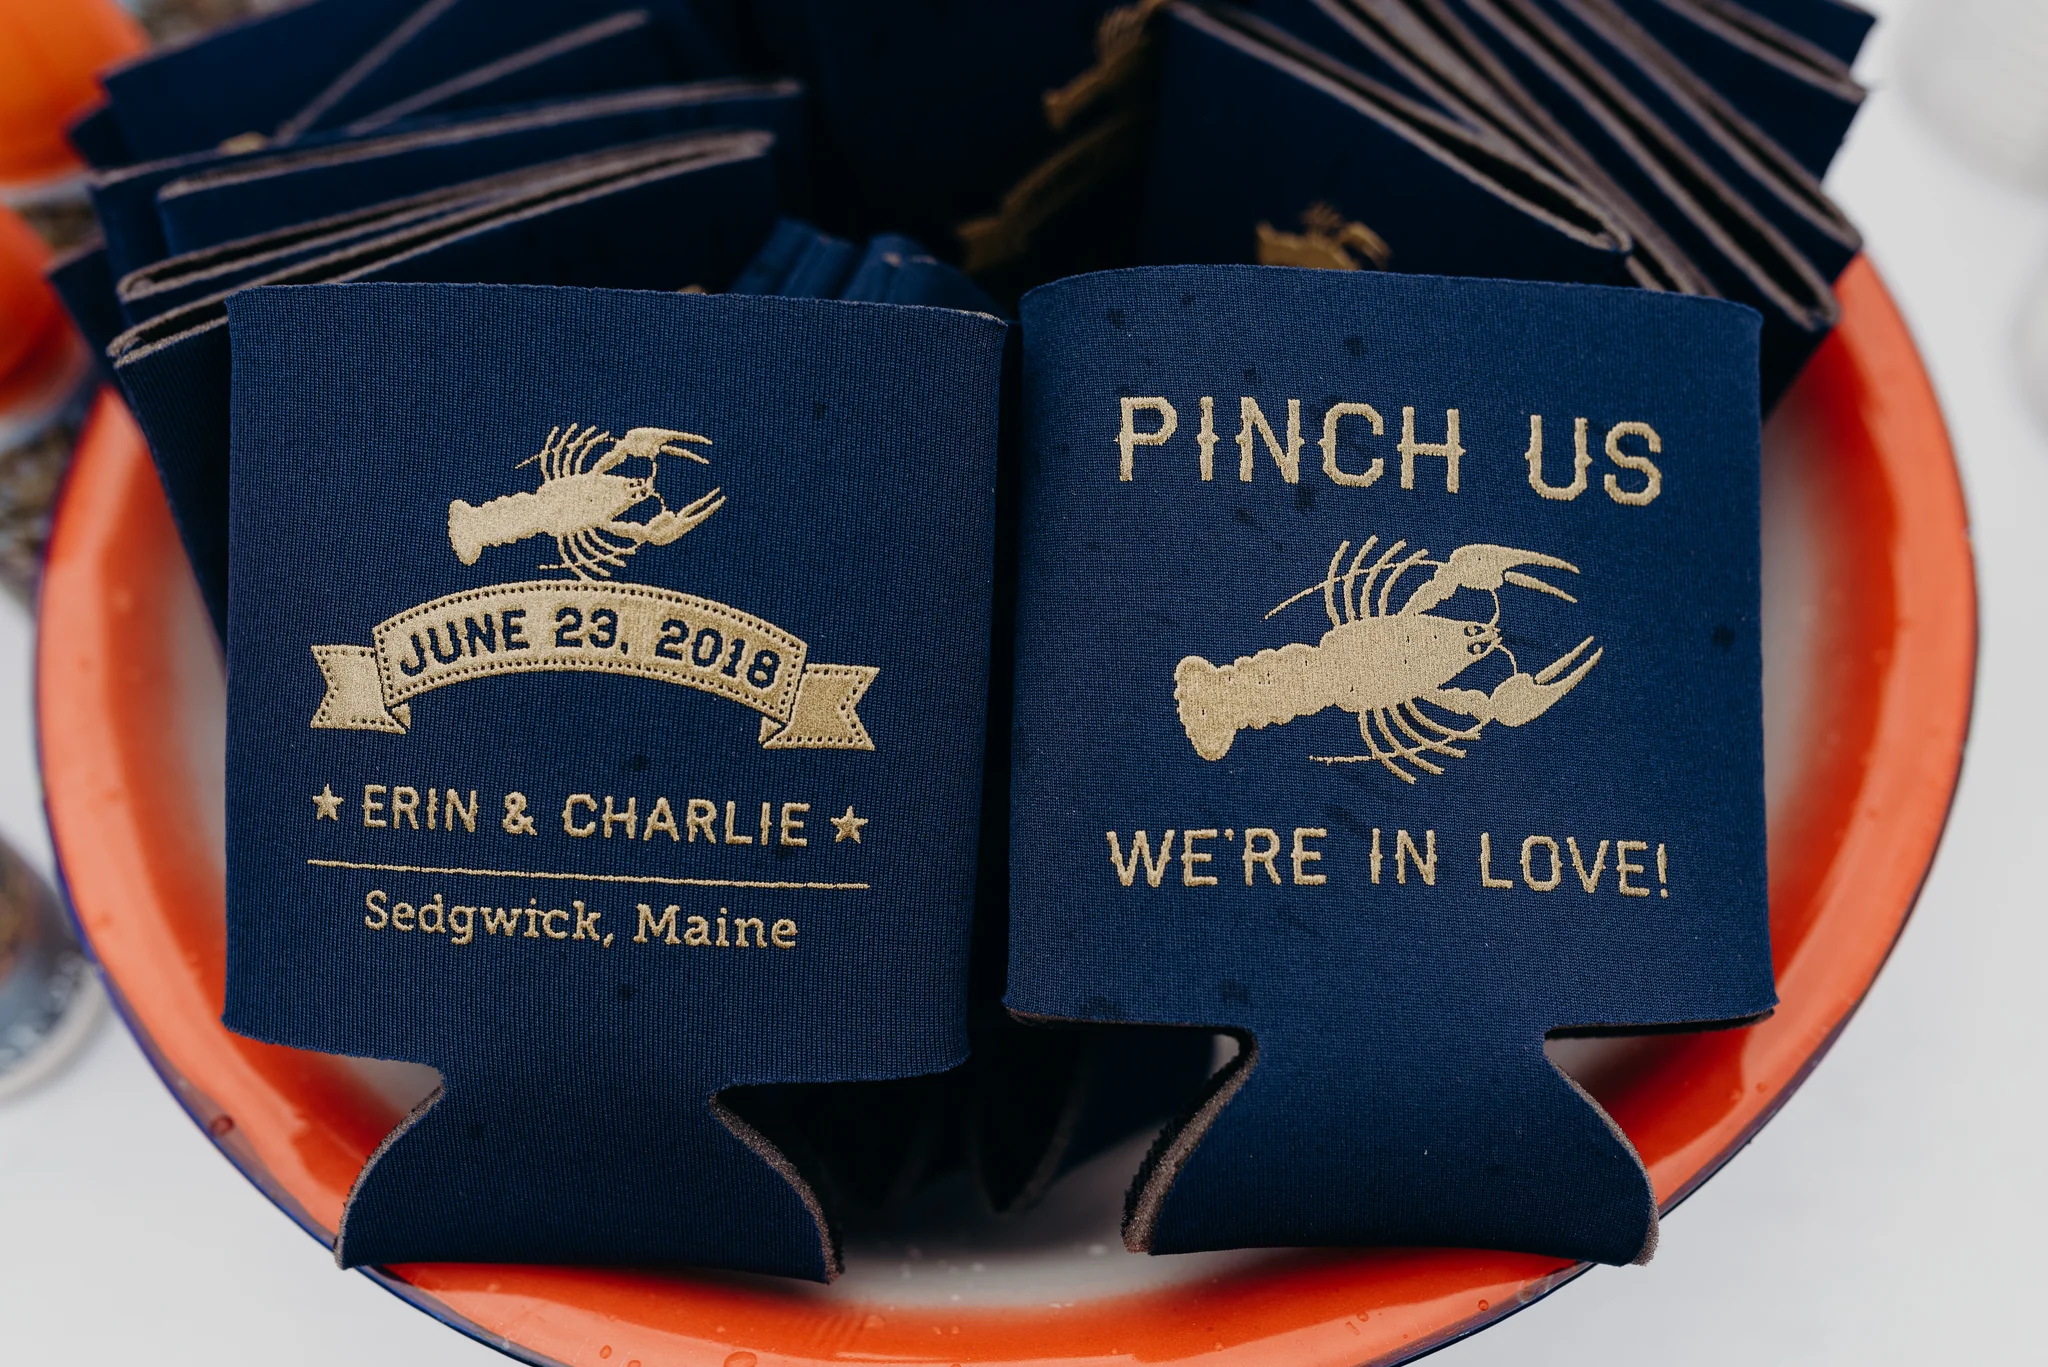 JUNE 23, 2018
★ ERIN & CHARLIE ★
Sedgwick, Maine
PINCH US
WE'RE IN LOVE!